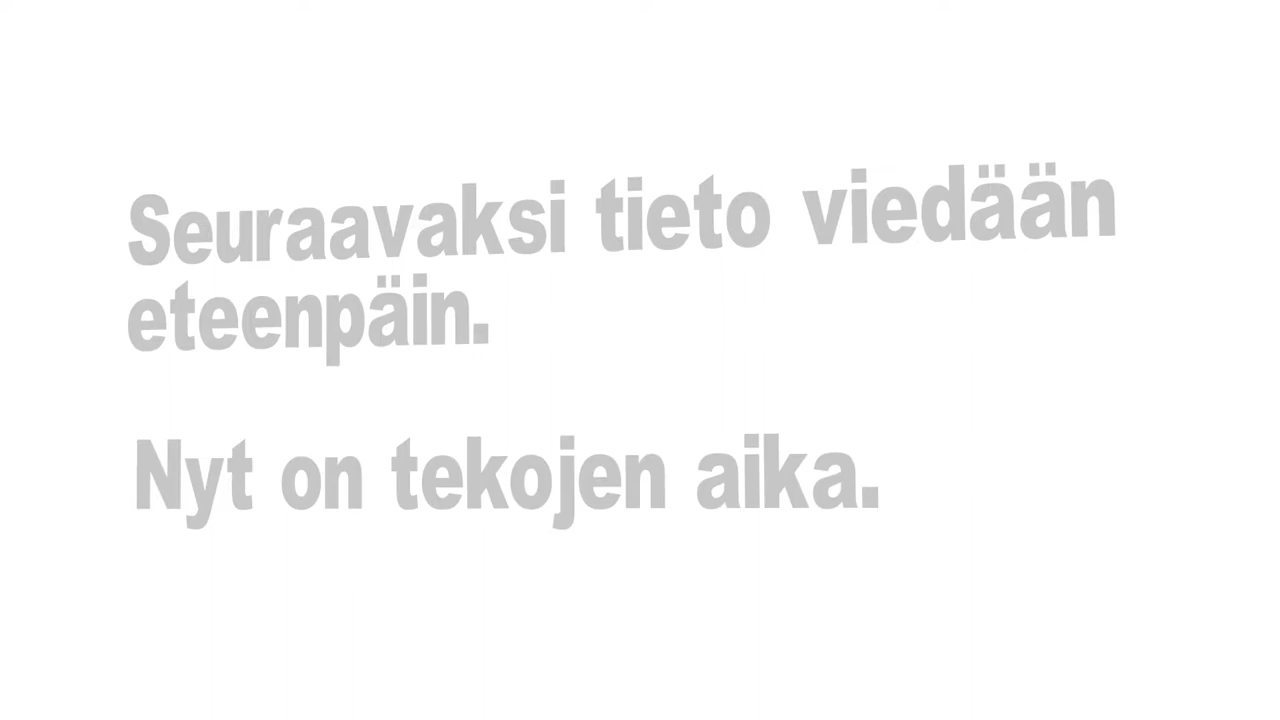 Seuraavaksi tieto viedään
eteenpäin.
Nyt on tekojen aika.